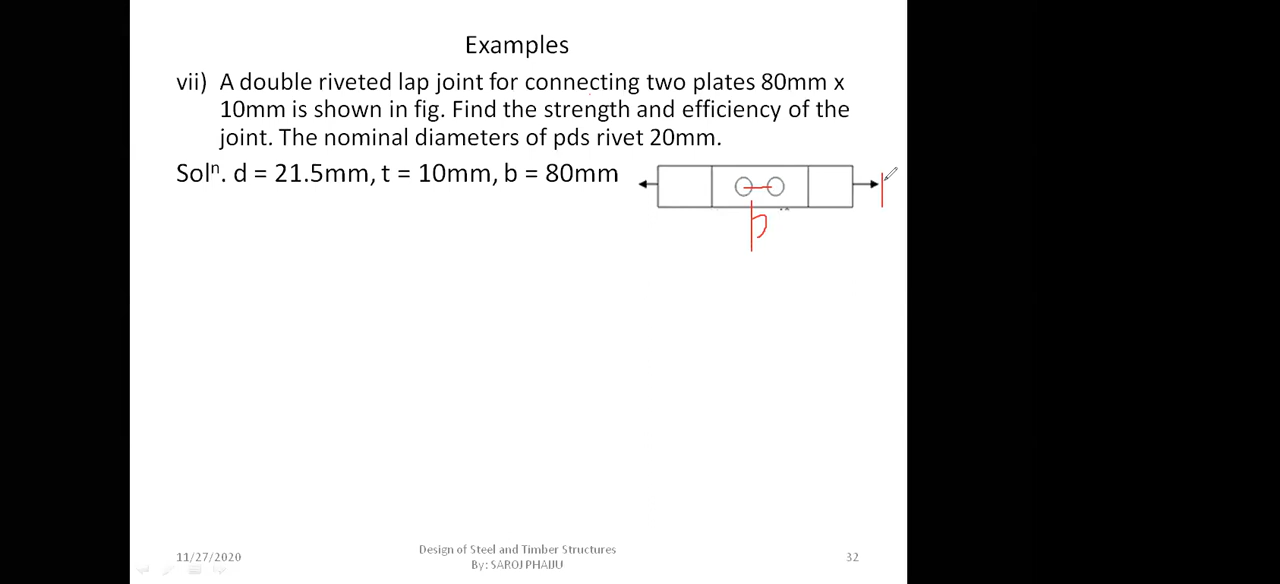 Examples
vii) A double riveted lap joint for connecting two plates 80mm x
10mm is shown in fig. Find the strength and efficiency of the
joint. The nominal diameters of pds rivet 20mm.
Solⁿ. d = 21.5mm, t = 10mm, b = 80mm
p
11/27/2020
Design of Steel and Timber Structures
By: SAROJ PHAIJU
32